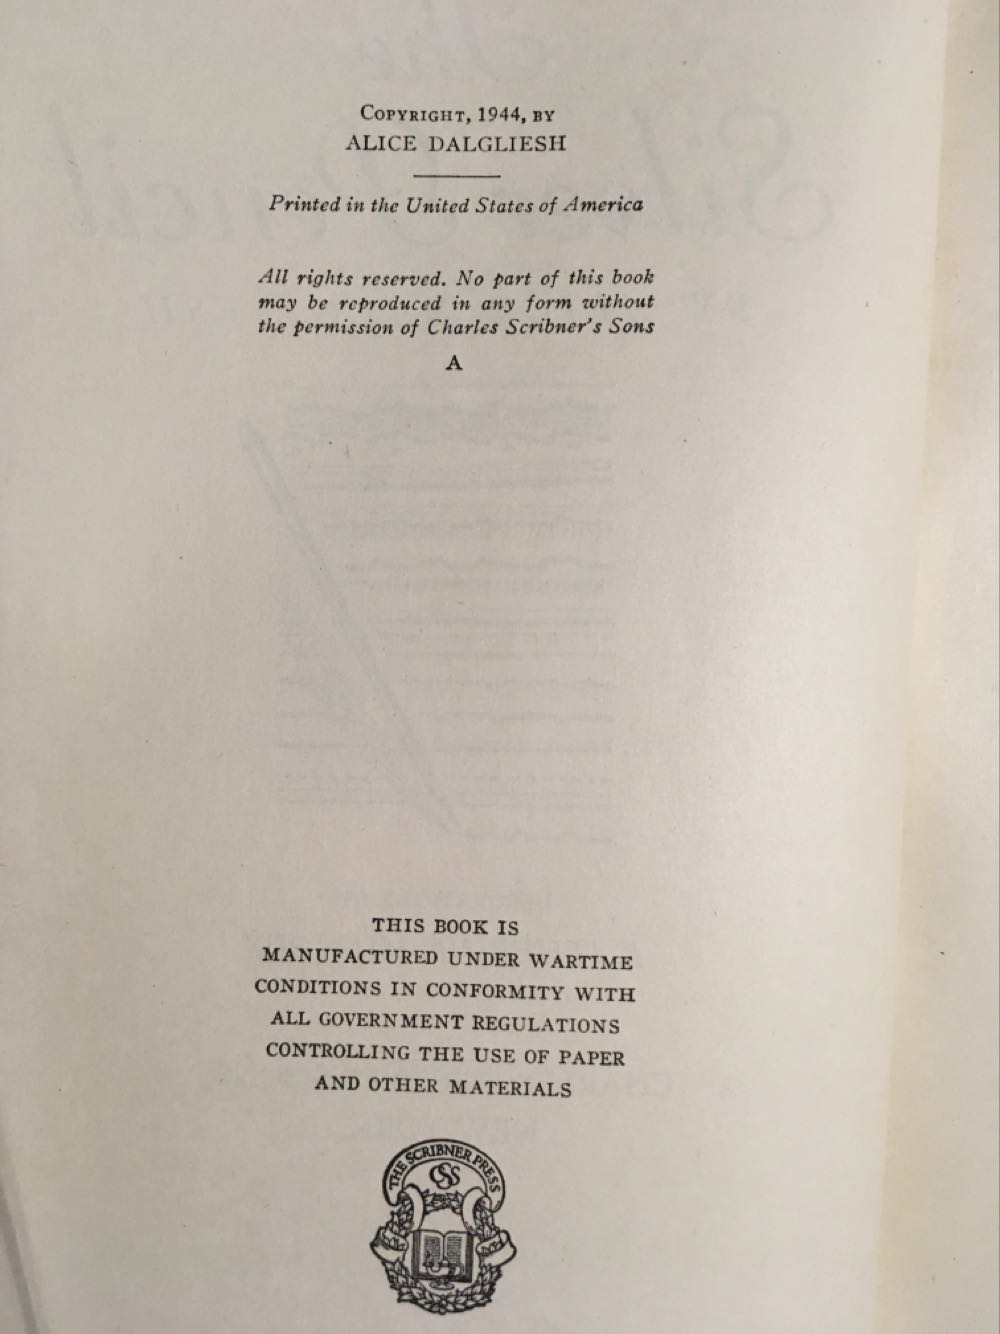 COPYRIGHT, 1944, BY
ALICE DALGLIESH
Printed in the United States of America
All rights reserved. No part of this book
may be reproduced in any form without
the permission of Charles Scribner's Sons
A
THIS BOOK IS
MANUFACTURED UNDER WARTIME
CONDITIONS IN CONFORMITY WITH
ALL GOVERNMENT REGULATIONS
CONTROLLING THE USE OF PAPER
AND OTHER MATERIALS
THE SCRIBNER PRESS
CSS